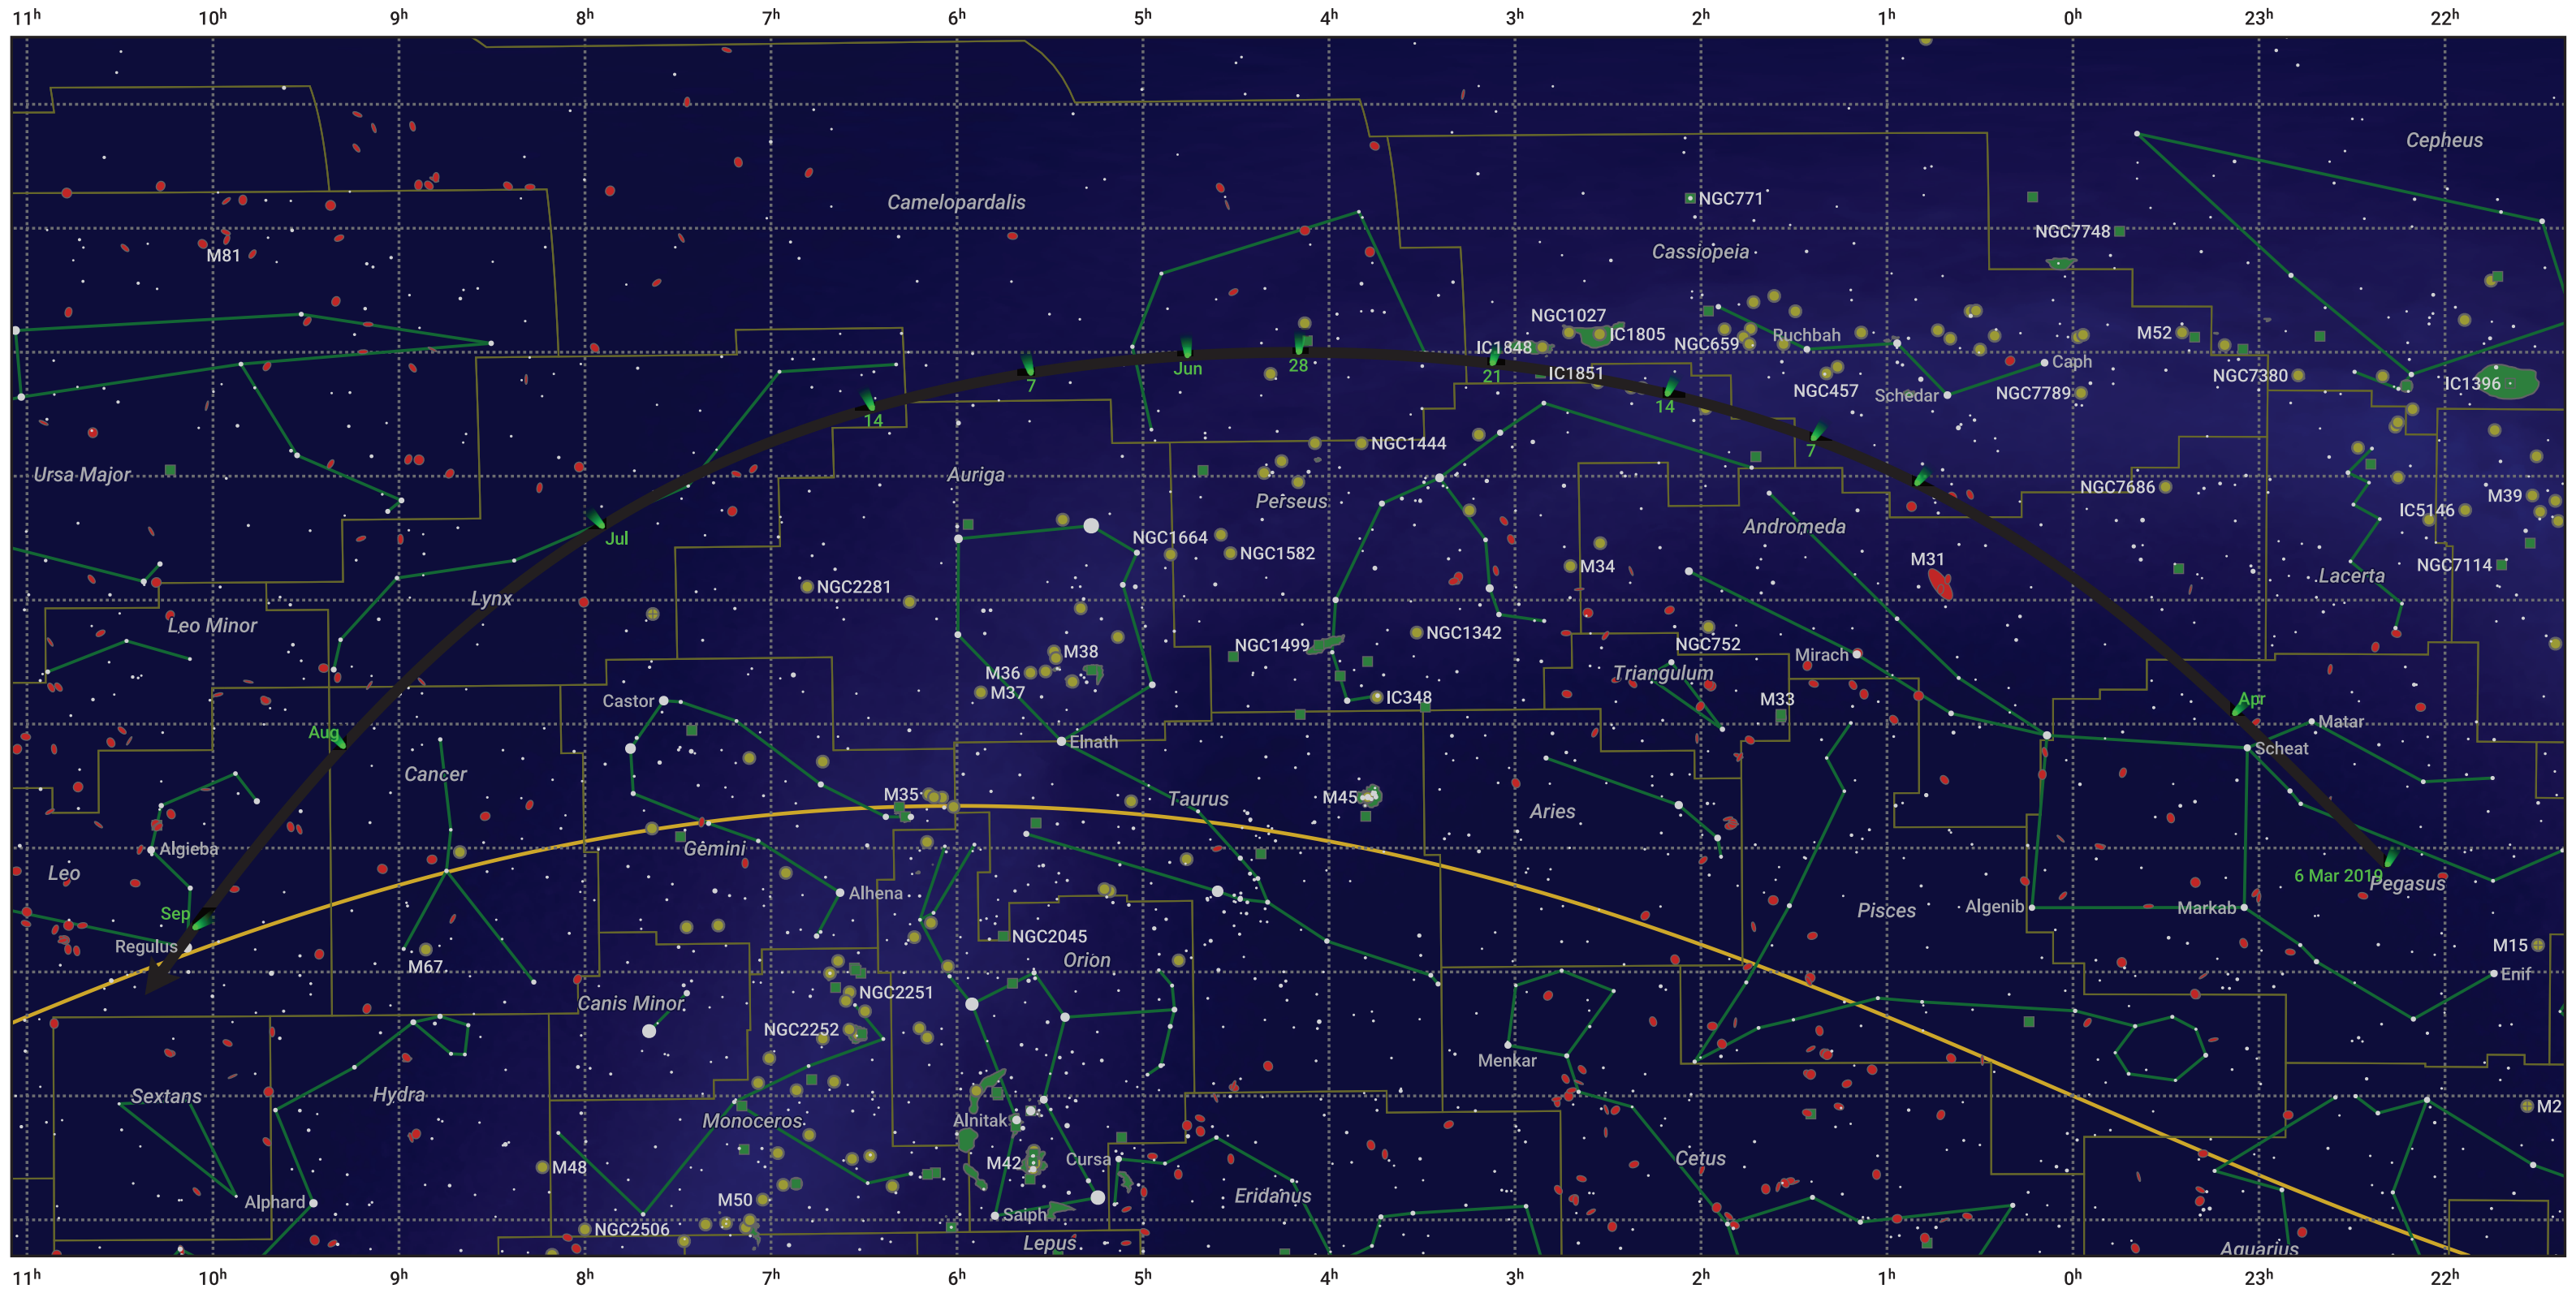 11h 10h 9h 8h 7h 6h 5h 4h 3h 2h 1h 0h 23h 22h
Cepheus
NGC771
Camelopardalis
NGC7748
Cassiopeia
M81
NGC1027
IC1805
Ruchbah
M52
IC1848
NGC659
Caph
Jun
28
21
IC1851
NGC7380
IC1396
7
NGC457
Schedar
NGC7789
14
14
7
NGC1444
Ursa Major
Auriga
NGC7686
M39
Perseus
IC5146
Andromeda
Jul
NGC1664
NGC1582
M31
NGC7114
M34
Lacerta
NGC2281
Lynx
Leo Minor
NGC1342
NGC1499
NGC752
M38
Mirach
M36
Triangulum
M37
IC348
M33
Castor
Apr
Matar
Aug
Elnath
Scheat
Cancer
M35
Taurus
M45
Aries
Algieba
Gemini
Leo
6 Mar 2019
Pegasus
Alhena
Sep
Pisces
Algenib
Markab
NGC2045
Regulus
M15
M67
Orion
Enif
NGC2251
Canis Minor
NGC2252
Menkar
Sextans
Hydra
M2
Monoceros
Alnitak
M42
Cursa
Cetus
M48
Eridanus
Alphard
M50
Saiph
NGC2506
Lepus
Aquarius
11h 10h 9h 8h 7h 6h 5h 4h 3h 2h 1h 0h 23h 22h